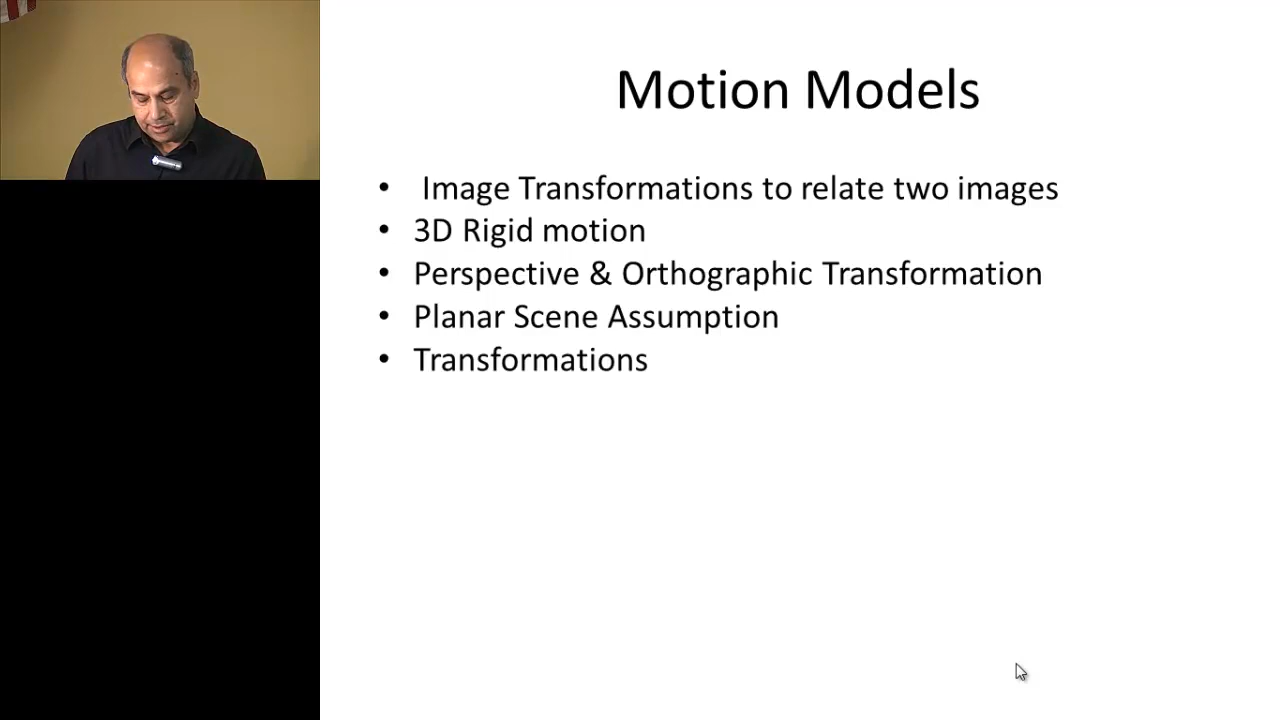 Motion Models
• Image Transformations to relate two images
• 3D Rigid motion
• Perspective & Orthographic Transformation
• Planar Scene Assumption
• Transformations